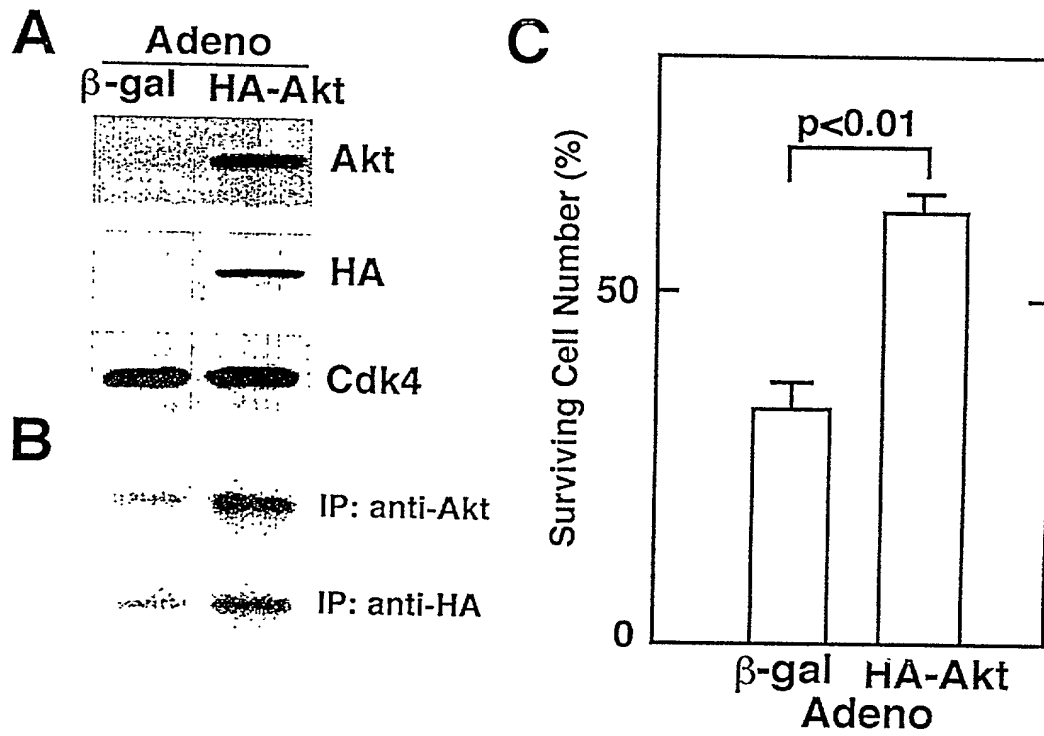 A
Adeno
β-gal HA-Akt
Akt
HA
Cdk4
B
IP: anti-Akt
IP: anti-HA
C
p<0.01
Surviving Cell Number (%)
50
0
β-gal HA-Akt
Adeno